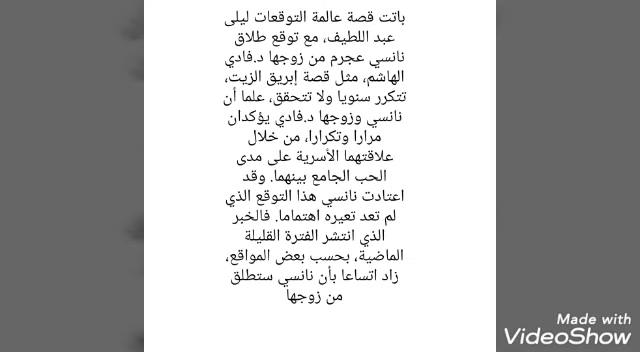 باتت قصة عالمة التوقعات ليلى
عبد اللطيف، مع توقع طلاق
نانسي عجرم من زوجها د.فادي
الهاشم، مثل قصة إبريق الزيت،
تتكرر سنويا ولا تتحقق، علما أن
نانسي وزوجها د.فادي يؤكدان
مرارا وتكرارا، من خلال
علاقتهما الأسرية على مدى
الحب الجامع بينهما. وقد
اعتادت نانسي هذا التوقع الذي
لم تعد تعيره اهتماما. فالخبر
الذي انتشر الفترة القليلة
الماضية، بحسب بعض المواقع،
زاد اتساعا بأن نانسي ستطلق
من زوجها
Made with
VideoShow